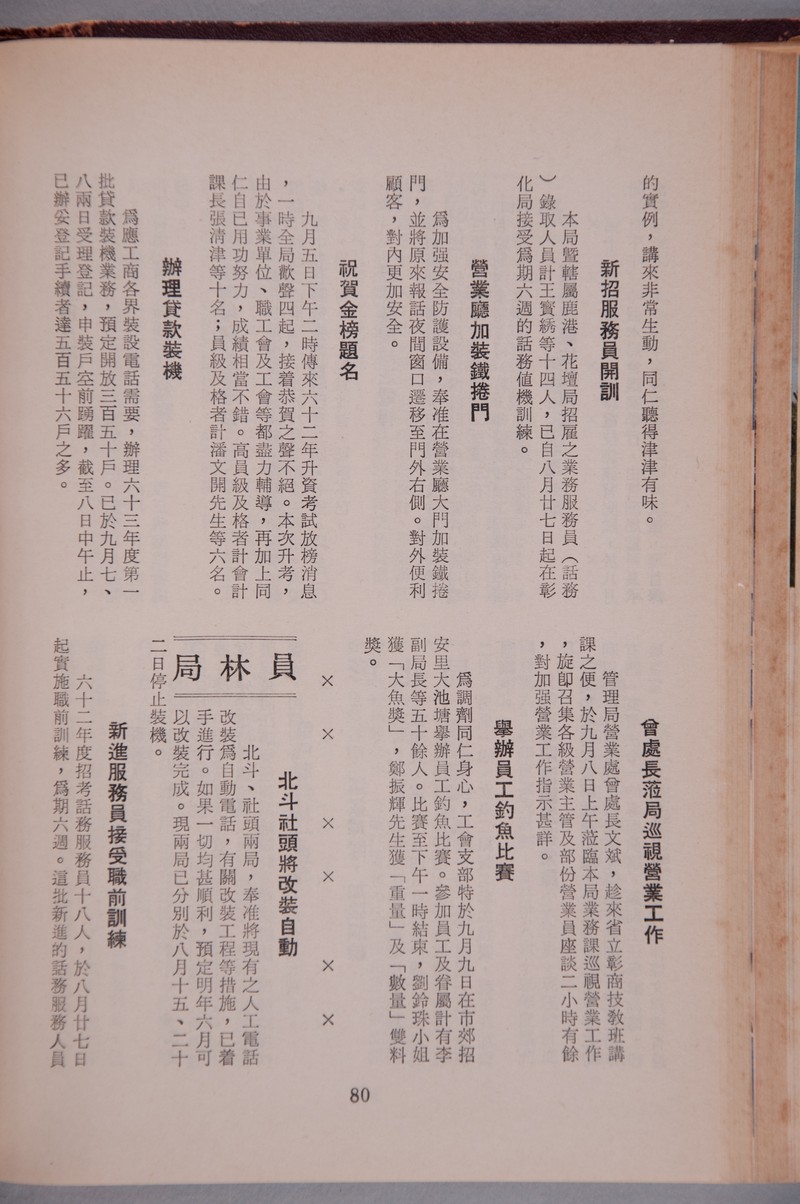 的實例，講來非常生動，同仁聽得津津有味。
新招服務員開訓
本局暨轄屬鹿港、花壇局招雇之業務服務員（話務
）錄取人員計王寶綉等十四人，已自八月廿七日起在彰
化局接受爲期六週的話務値機訓練。
營業廳加裝鐵捲門
爲加强安全防護設備，奉准在營業廳大門加裝鐵捲
門，並將原來報話夜間窗口遷移至門外右側。對外便利
顧客，對內更加安全。
祝賀金榜題名
九月五日下午二時傳來六十二年升資考試放榜消息
，一時全局歡聲四起，接着恭賀之聲不絕。本次升考，
由於事業單位、職工會及工會等都盡力輔導，再加上同
仁自己用功努力，成績相當不錯。高員級及格者計會計
課長張淸津等十名；員級及格者計潘文開先生等六名。
辦理貸款裝機
爲應工商各界裝設電話需要，辦理六十三年度第一
批貸款裝機業務，預定開放三百五十戶。已於九月七、
八兩日受理登記，申裝戶空前踴躍，截至八日中午止，
已辦妥登記手續者達五百五十六戶之多。
曾處長蒞局巡視營業工作
管理局營業處曾處長文斌，趁來省立彰商技敎班講
課之便，於九月八日上午蒞臨本局業務課巡視營業工作
，旋卽召集各級營業主管及部份營業員座談二小時有餘
，對加强營業工作指示甚詳。
舉辦員工釣魚比賽
爲調劑同仁身心，工會支部特於九月九日在市郊招
安里大池塘舉辦員工釣魚比賽。參加員工及眷屬計有李
副局長等五十餘人。比賽至下午一時結束，劉鈴珠小姐
獲「大魚獎」，鄭振輝先生獲「重量」及「數量」雙料
獎。
× × × × × ×
員林局
北斗社頭將改裝自動
北斗、社頭兩局，奉准將現有之人工電話
改裝爲自動電話，有關改裝工程等措施，已着
手進行。如果一切均甚順利，預定明年六月可
以改裝完成。現兩局已分別於八月十五、二十
二日停止裝機。
新進服務員接受職前訓練
六十二年度招考話務服務員十八人，於八月廿七日
起實施職前訓練，爲期六週。這批新進的話務服務人員
80